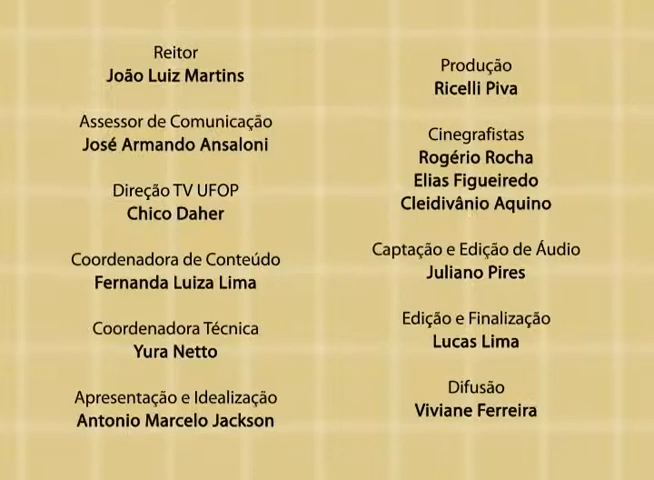 Reitor
João Luiz Martins
Assessor de Comunicação
José Armando Ansaloni
Direção TV UFOP
Chico Daher
Coordenadora de Conteúdo
Fernanda Luiza Lima
Coordenadora Técnica
Yura Netto
Apresentação e Idealização
Antonio Marcelo Jackson
Produção
Ricelli Piva
Cinegrafistas
Rogério Rocha
Elias Figueiredo
Cleidivânio Aquino
Captação e Edição de Áudio
Juliano Pires
Edição e Finalização
Lucas Lima
Difusão
Viviane Ferreira